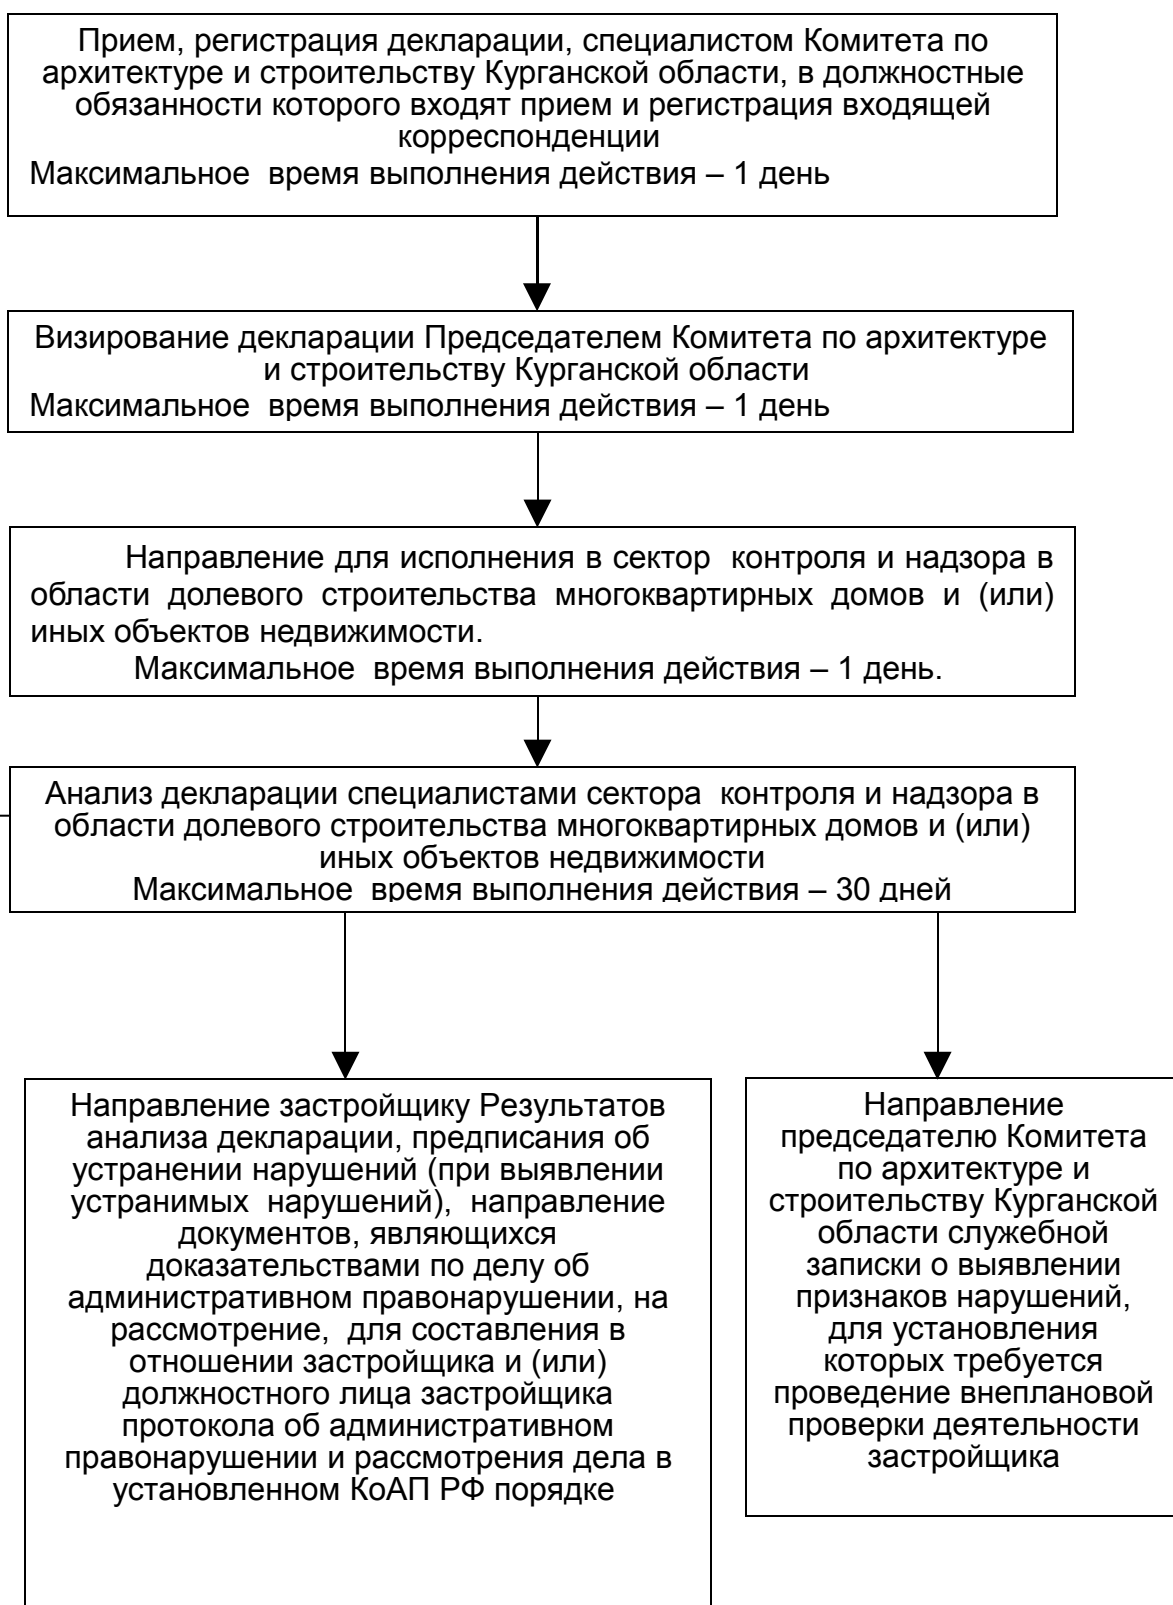 Прием, регистрация декларации, специалистом Комитета по
архитектуре и строительству Курганской области, в должностные
обязанности которого входят прием и регистрация входящей
корреспонденции
Максимальное время выполнения действия – 1 день
Визирование декларации Председателем Комитета по архитектуре
и строительству Курганской области
Максимальное время выполнения действия – 1 день
Направление для исполнения в сектор контроля и надзора в
области долевого строительства многоквартирных домов и (или)
иных объектов недвижимости.
Максимальное время выполнения действия – 1 день.
Анализ декларации специалистами сектора контроля и надзора в
области долевого строительства многоквартирных домов и (или)
иных объектов недвижимости
Максимальное время выполнения действия – 30 дней
Направление застройщику Результатов
анализа декларации, предписания об
устранении нарушений (при выявлении
устранимых нарушений), направление
документов, являющихся
доказательствами по делу об
административном правонарушении, на
рассмотрение, для составления в
отношении застройщика и (или)
должностного лица застройщика
протокола об административном
правонарушении и рассмотрения дела в
установленном КоАП РФ порядке
Направление
председателю Комитета
по архитектуре и
строительству Курганской
области служебной
записки о выявлении
признаков нарушений,
для установления
которых требуется
проведение внеплановой
проверки деятельности
застройщика